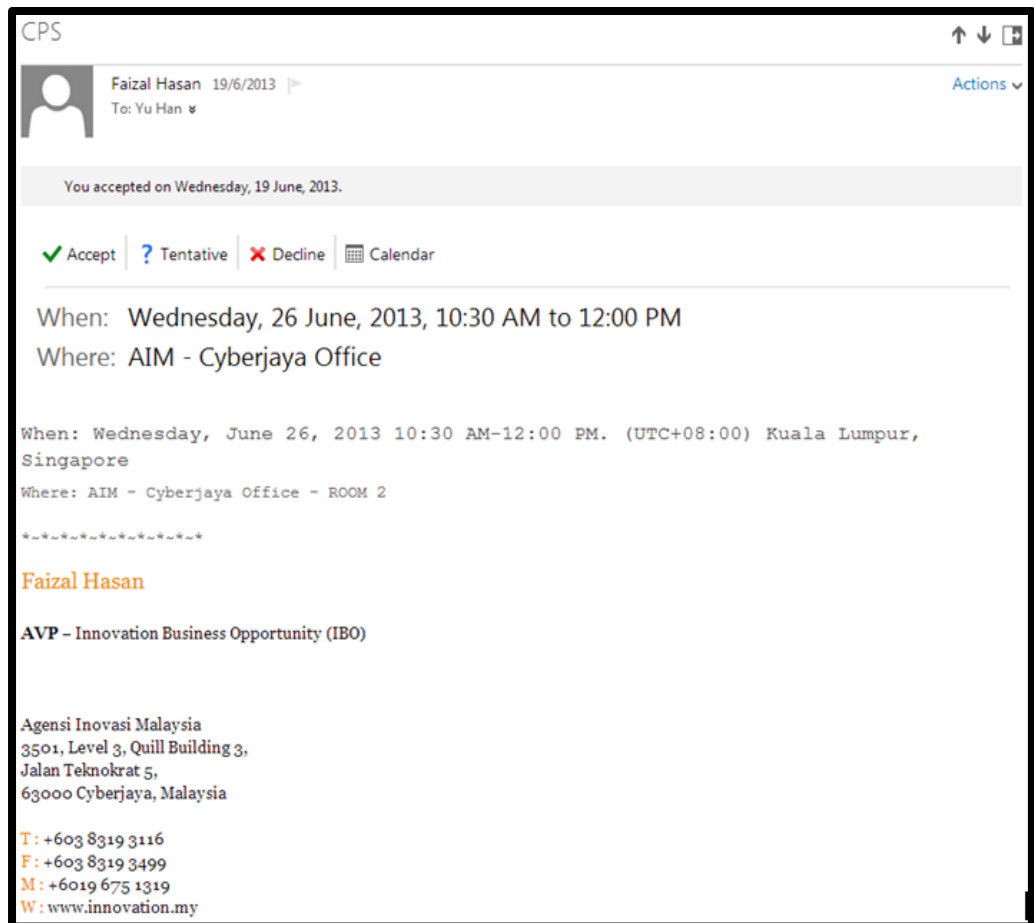 CPS
Faizal Hasan 19/6/2013
To: Yu Han
Actions
You accepted on Wednesday, 19 June, 2013.
Accept ? Tentative Decline Calendar
When: Wednesday, 26 June, 2013, 10:30 AM to 12:00 PM
Where: AIM - Cyberjaya Office
When: Wednesday, June 26, 2013 10:30 AM-12:00 PM. (UTC+08:00) Kuala Lumpur,
Singapore
Where: AIM - Cyberjaya Office - ROOM 2
*~*~*~*~*~*~*~*~*~*
Faizal Hasan
AVP – Innovation Business Opportunity (IBO)
Agensi Inovasi Malaysia
3501, Level 3, Quill Building 3,
Jalan Teknokrat 5,
63000 Cyberjaya, Malaysia
T : +603 8319 3116
F : +603 8319 3499
M : +6019 675 1319
W : www.innovation.my